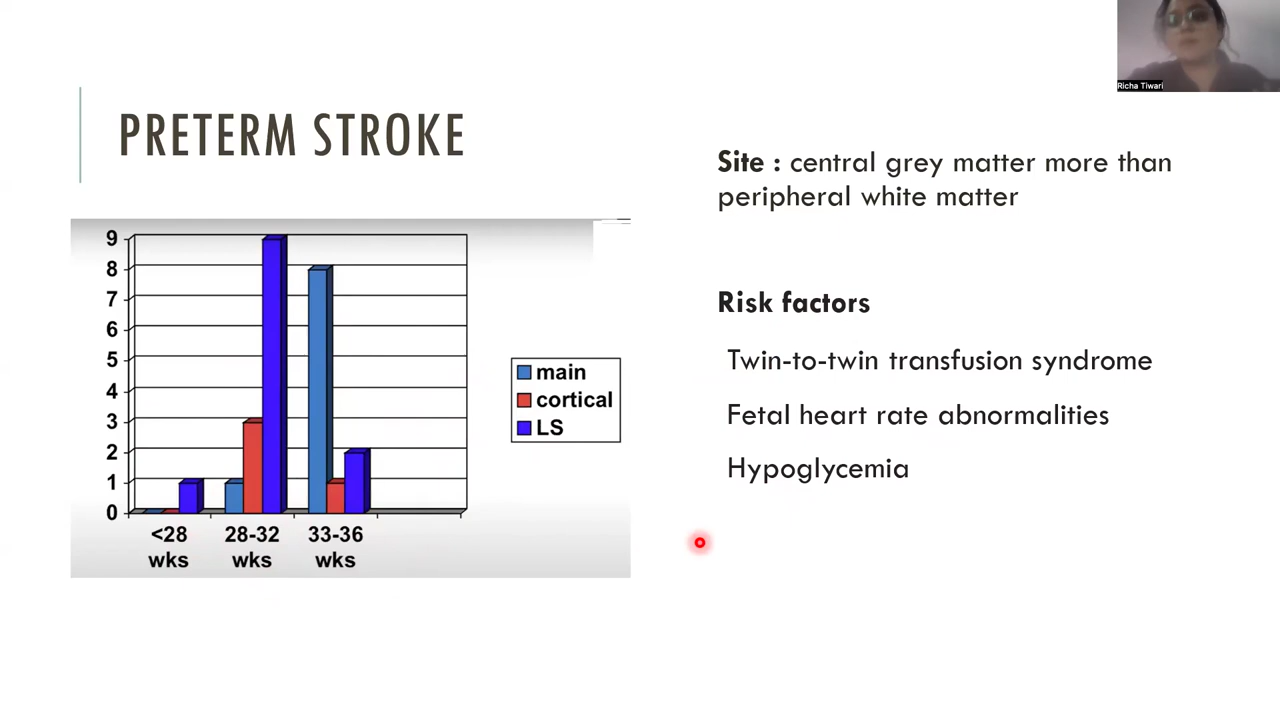 Richa Tiwari
PRETERM STROKE
Site : central grey matter more than
peripheral white matter
Risk factors
Twin-to-twin transfusion syndrome
Fetal heart rate abnormalities
Hypoglycemia
9
8
7
6
5
4
3
2
1
0
<28 28-32 33-36
wks wks wks
main
cortical
LS